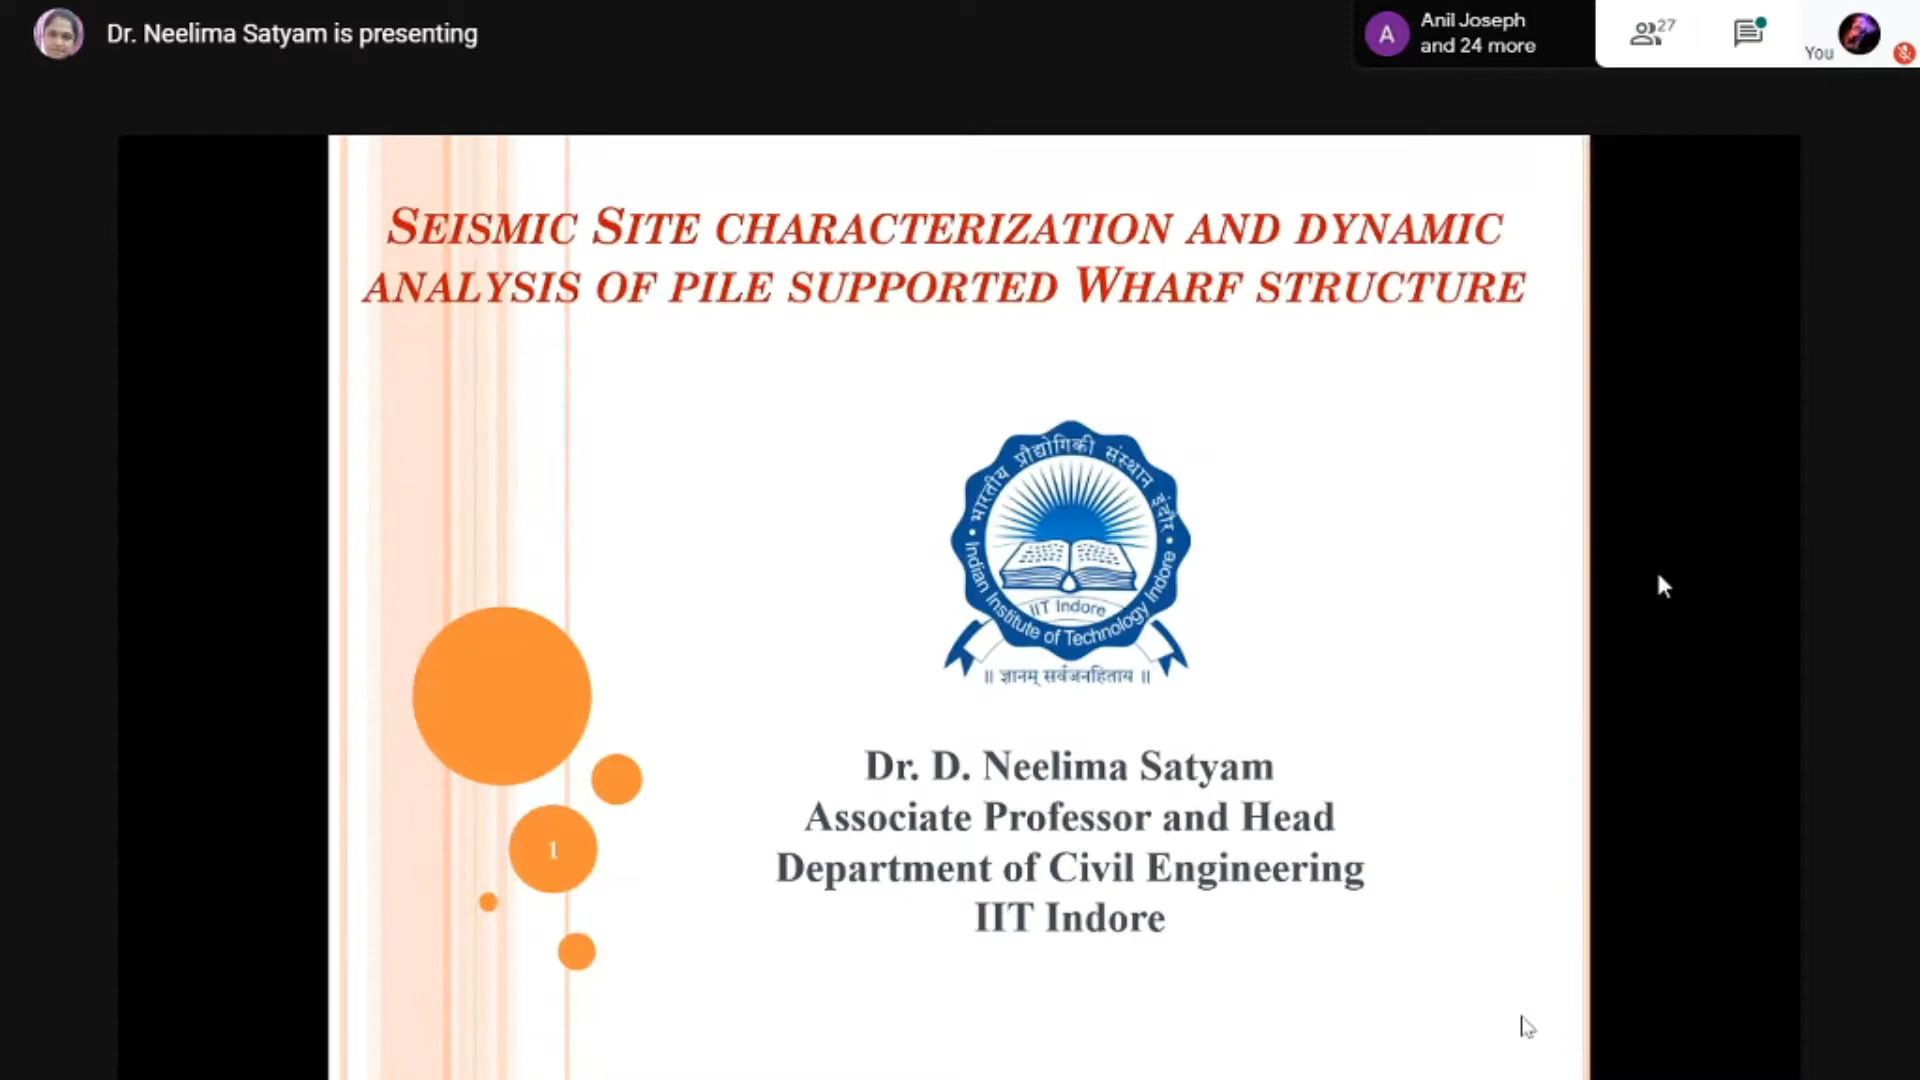 Dr. Neelima Satyam is presenting
A
Anil Joseph
and 24 more
27
You
SEISMIC SITE CHARACTERIZATION AND DYNAMIC
ANALYSIS OF PILE SUPPORTED WHARF STRUCTURE
भारतीय प्रौद्योगिकी संस्थान इंदौर
IIT Indore
Indian Institute of Technology Indore
॥ ज्ञानम् सर्वजनहिताय ॥
Dr. D. Neelima Satyam
Associate Professor and Head
1
Department of Civil Engineering
IIT Indore